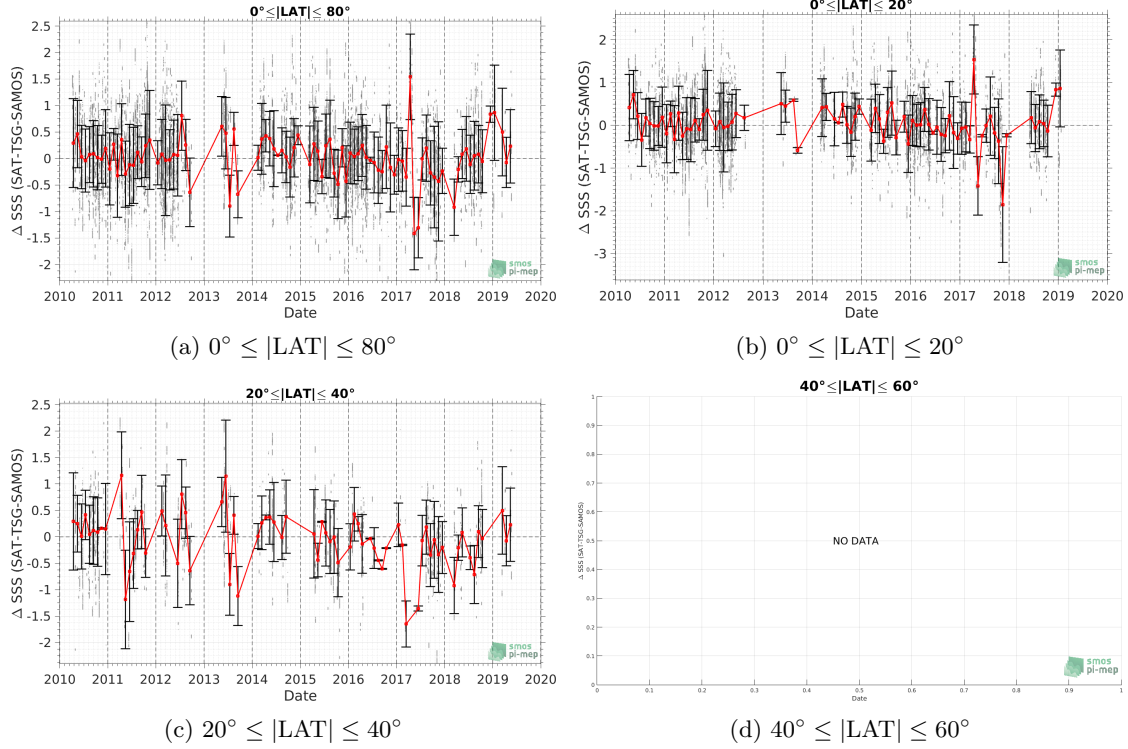 0°≤|LAT|≤ 80°
Δ SSS (SAT-TSG-SAMOS)
2.5
2
1.5
1
0.5
0
-0.5
-1
-1.5
-2
2010 2011 2012 2013 2014 2015 2016 2017 2018 2019 2020
Date
smos
pi-mep
(a) 0° ≤ |LAT| ≤ 80°
0°≤|LAT|≤ 20°
Δ SSS (SAT-TSG-SAMOS)
2
1
0
-1
-2
-3
2010 2011 2012 2013 2014 2015 2016 2017 2018 2019 2020
Date
smos
pi-mep
(b) 0° ≤ |LAT| ≤ 20°
20°≤|LAT|≤ 40°
Δ SSS (SAT-TSG-SAMOS)
2.5
2
1.5
1
0.5
0
-0.5
-1
-1.5
-2
2010 2011 2012 2013 2014 2015 2016 2017 2018 2019 2020
Date
smos
pi-mep
(c) 20° ≤ |LAT| ≤ 40°
40°≤|LAT|≤ 60°
Δ SSS (SAT-TSG-SAMOS)
1
0.9
0.8
0.7
0.6
0.5
0.4
0.3
0.2
0.1
0
NO DATA
0 0.1 0.2 0.3 0.4 0.5 0.6 0.7 0.8 0.9 1
Date
smos
pi-mep
(d) 40° ≤ |LAT| ≤ 60°